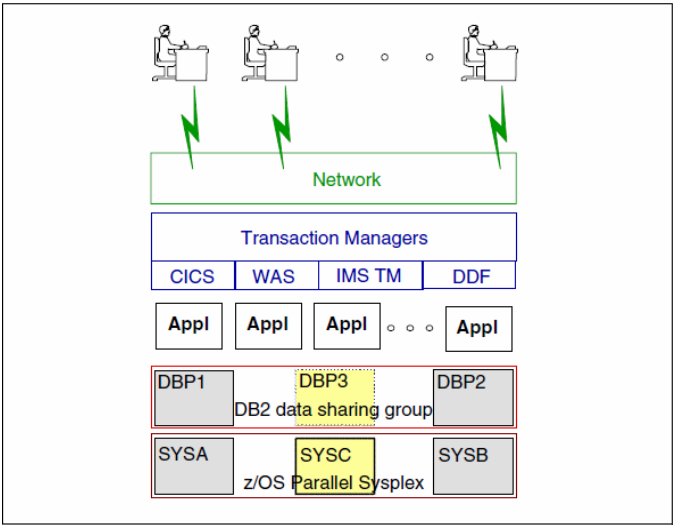 Network
Transaction Managers
CICS WAS IMS TM DDF
Appl Appl Appl Appl
DBP1 DBP3 DBP2
DB2 data sharing group
SYSA SYSC SYSB
z/OS Parallel Sysplex